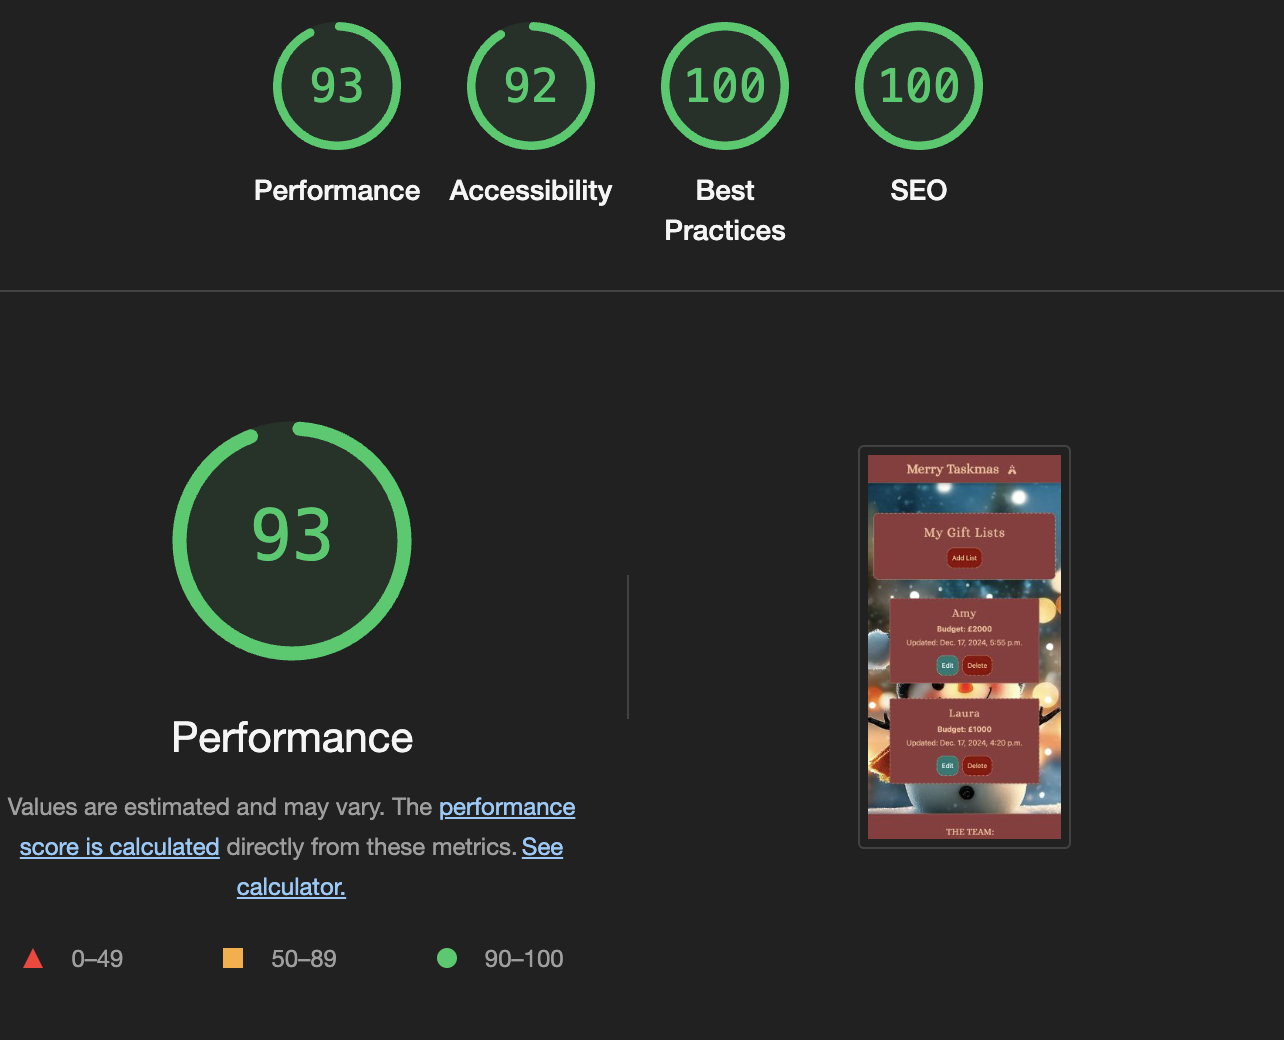 93
92
100
100
Performance
Accessibility
Best
Practices
SEO
93
Performance
Values are estimated and may vary. The performance
score is calculated directly from these metrics. See
calculator.
0–49
50–89
90–100
Merry Taskmas
My Gift Lists
Add List
Amy
Budget: £2000
Updated: Dec. 17, 2024, 5:55 p.m.
Edit
Delete
Laura
Budget: £1000
Updated: Dec. 17, 2024, 4:20 p.m.
Edit
Delete
THE TEAM: